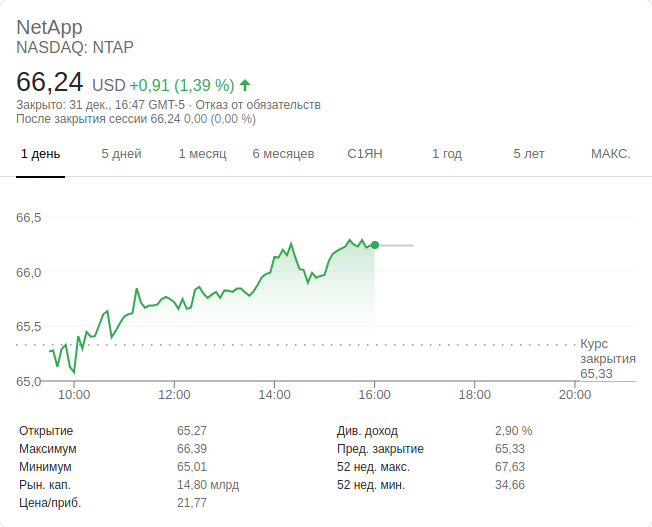 NetApp
NASDAQ: NTAP
66,24 USD +0,91 (1,39 %)
Закрыто: 31 дек., 16:47 GMT-5 · Отказ от обязательств
После закрытия сессии 66,24 0,00 (0,00 %)
1 день 5 дней 1 месяц 6 месяцев С1ЯН 1 год 5 лет МАКС.
66,5
66,0
65,5
Курс
закрытия
65,33
65,0
10:00 12:00 14:00 16:00 18:00 20:00
Открытие 65,27 Див. доход 2,90 %
Максимум 66,39 Пред. закрытие 65,33
Минимум 65,01 52 нед. макс. 67,63
Рын. кап. 14,80 млрд 52 нед. мин. 34,66
Цена/приб. 21,77